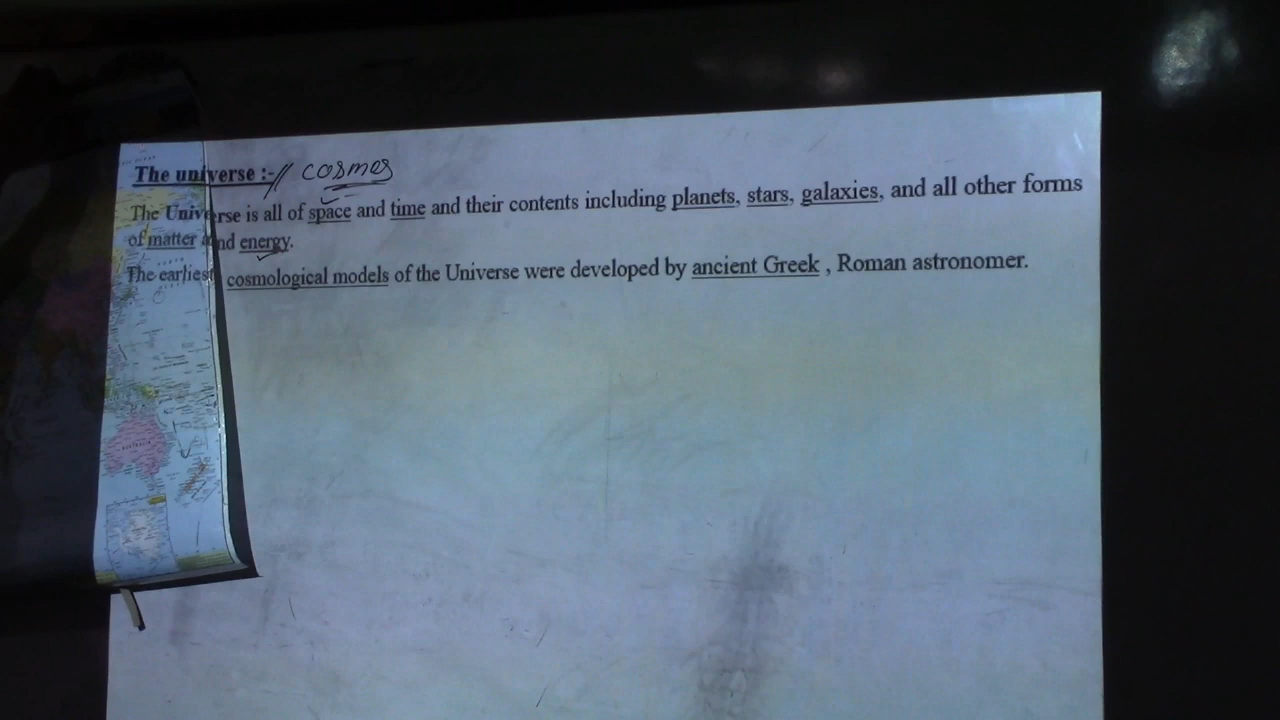 The universe :-// cosmos
The Universe is all of space and time and their contents including planets, stars, galaxies, and all other forms
of matter and energy.
The earliest cosmological models of the Universe were developed by ancient Greek , Roman astronomer.
AUSTRALIA